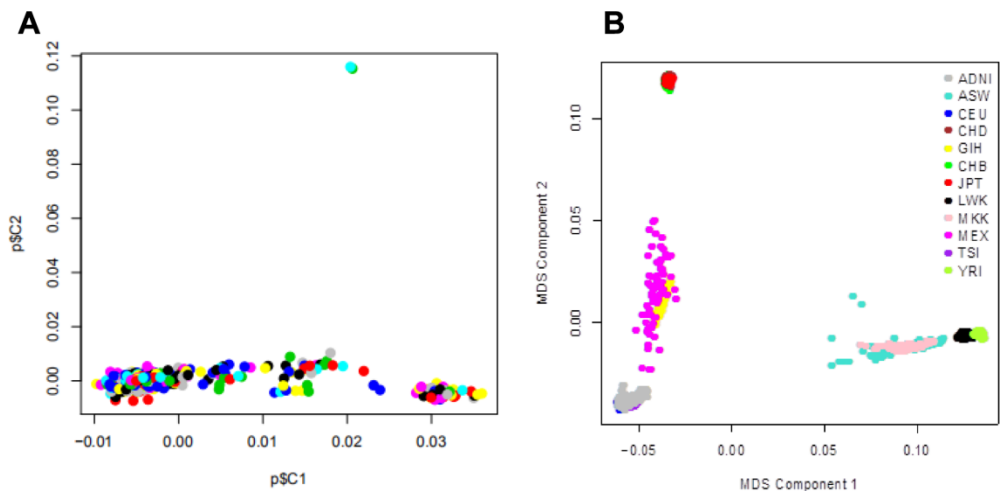 A
0.12
0.10
0.08
0.06
0.04
0.02
0.00
p$C2
−0.01 0.00 0.01 0.02 0.03
p$C1
B
0.10
0.05
0.00
MDS Component 2
−0.05 0.00 0.05 0.10
MDS Component 1
ADNI
ASW
CEU
CHD
GIH
CHB
JPT
LWK
MKK
MEX
TSI
YRI